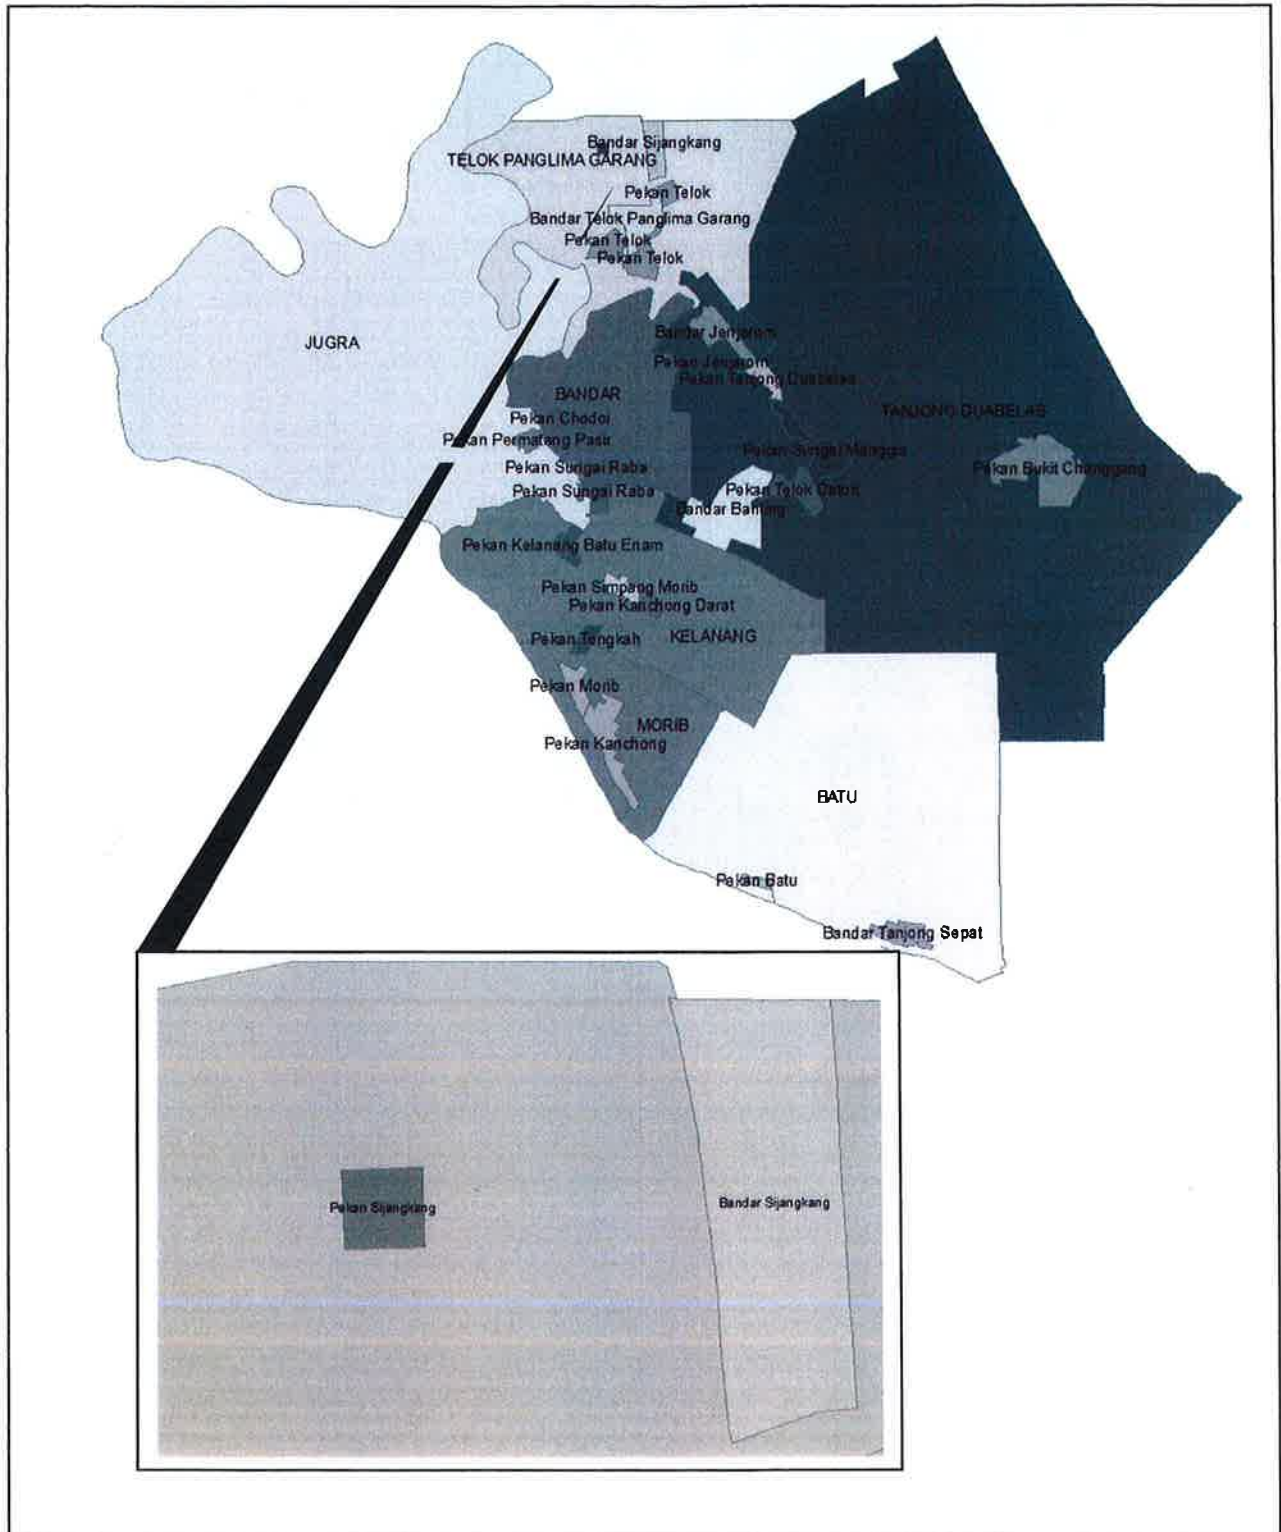 Bandar Sijangkang
TELOK PANGLIMA GARANG
Pekan Telok
Bandar Telok Panglima Garang
Pekan Telok
Pekan Telok
JUGRA
Bandar Jenjarom
Pekan Jenjarom
Pekan Tanjong Duabelas
BANDAR
TANJONG DUABELAS
Pekan Chodoi
Pekan Permatang Pasir
Pekan Sungai Manggis
Pekan Sungai Raba
Pekan Bukit Changgang
Pekan Sungai Raba
Pekan Telok Datok
Bandar Banting
Pekan Kelanang Batu Enam
Pekan Simpang Morib
Pekan Kanchong Darat
Pekan Tongkah
KELANANG
Pekan Morib
MORIB
Pekan Kanchong
BATU
Pekan Batu
Bandar Tanjong Sepat
Pekan Sijangkang
Bandar Sijangkang